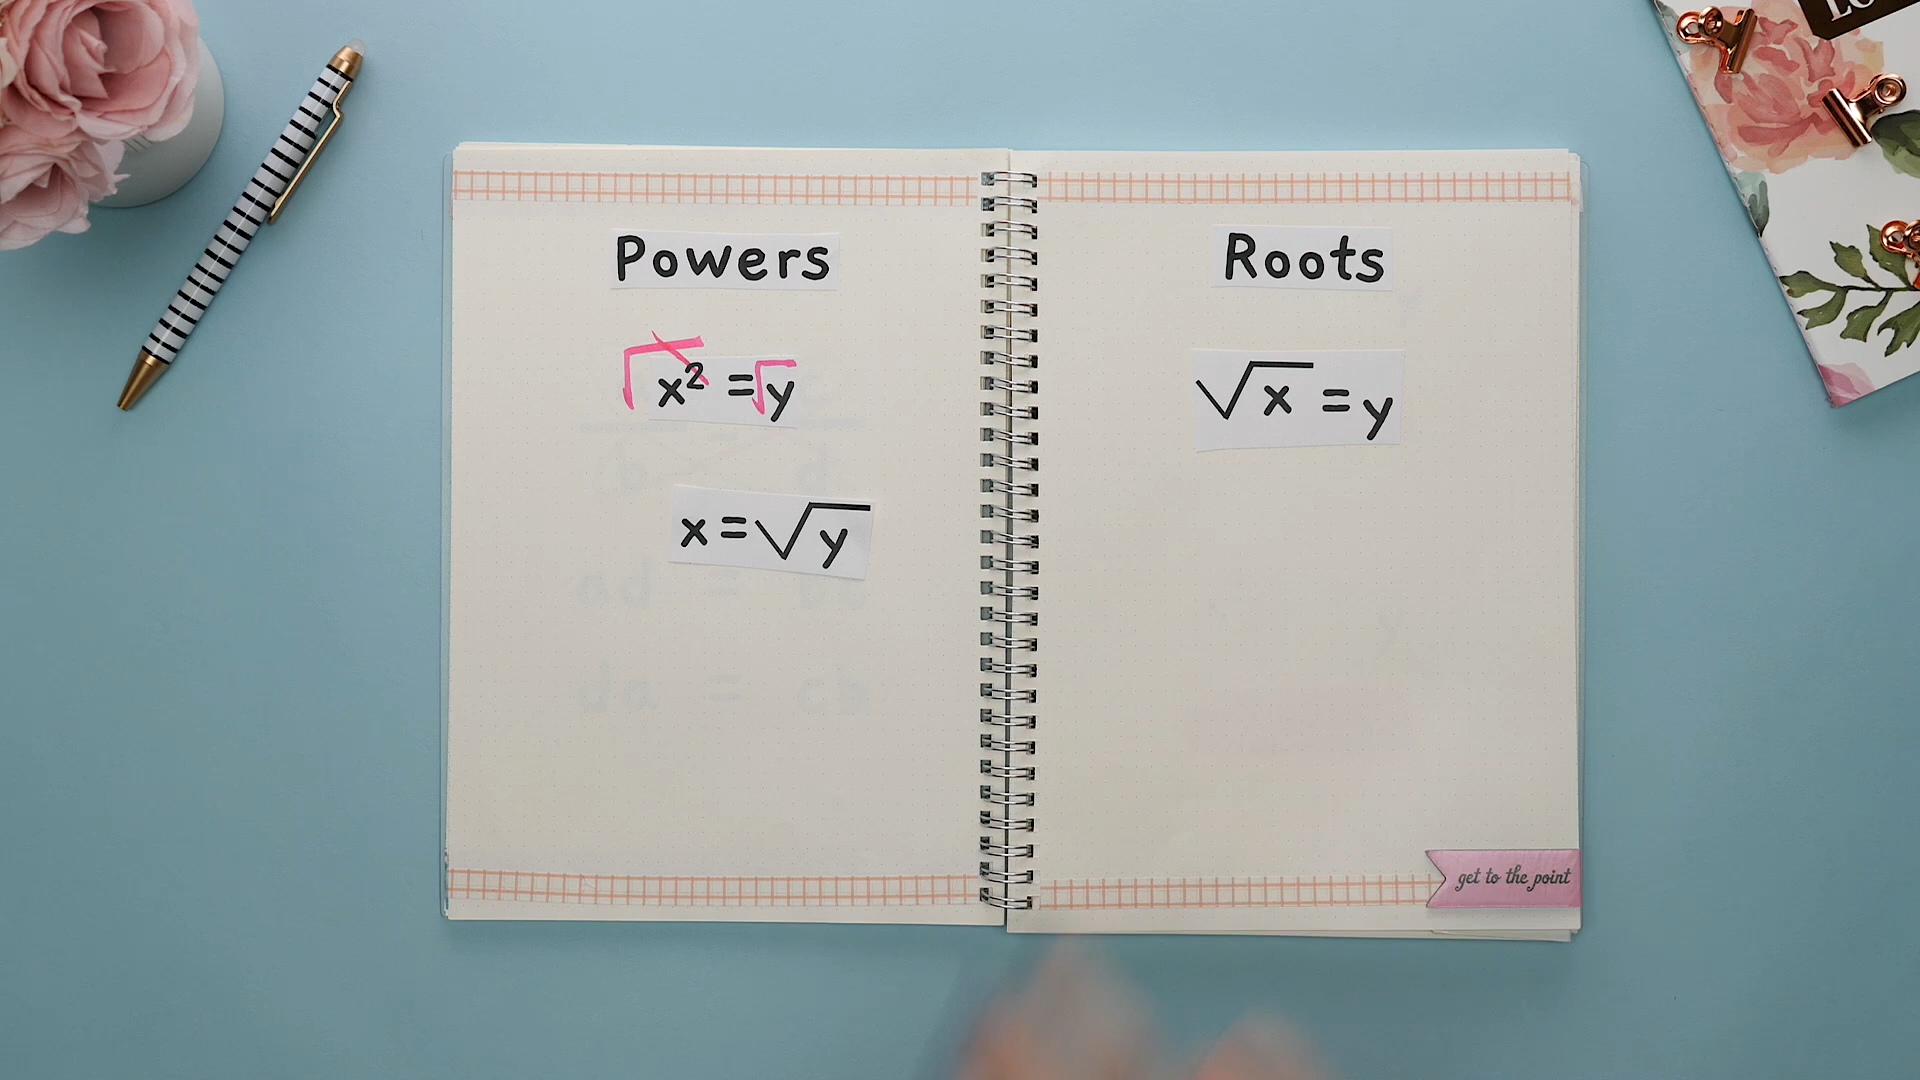 Powers
√x² = √y
x = √y
Roots
√x = y
get to the point